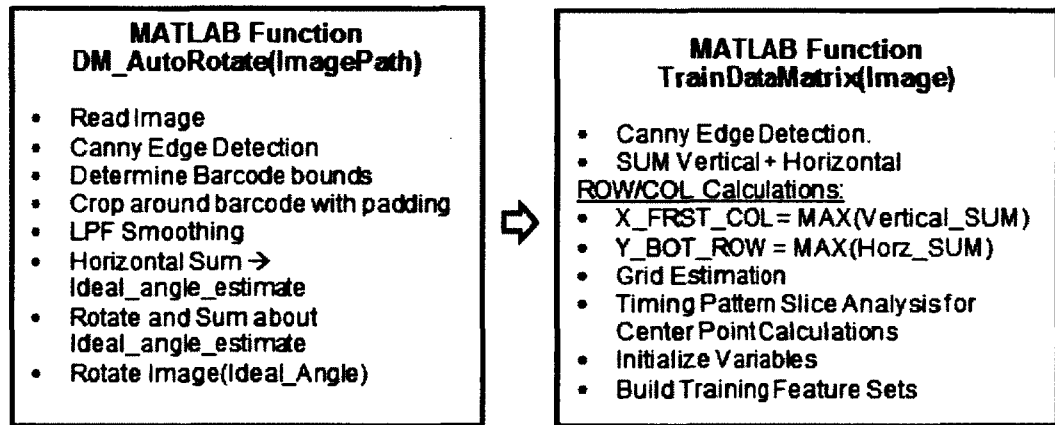 MATLAB Function
DM_AutoRotate(ImagePath)
• Read Image
• Canny Edge Detection
• Determine Barcode bounds
• Crop around barcode with padding
• LPF Smoothing
• Horizontal Sum →
Ideal_angle_estimate
• Rotate and Sum about
Ideal_angle_estimate
• Rotate Image(Ideal_Angle)
MATLAB Function
TrainDataMatrix(Image)
• Canny Edge Detection.
• SUM Vertical + Horizontal
ROW/COL Calculations:
• X_FRST_COL = MAX(Vertical_SUM)
• Y_BOT_ROW = MAX(Horz_SUM)
• Grid Estimation
• Timing Pattern Slice Analysis for
Center Point Calculations
• Initialize Variables
• Build Training Feature Sets